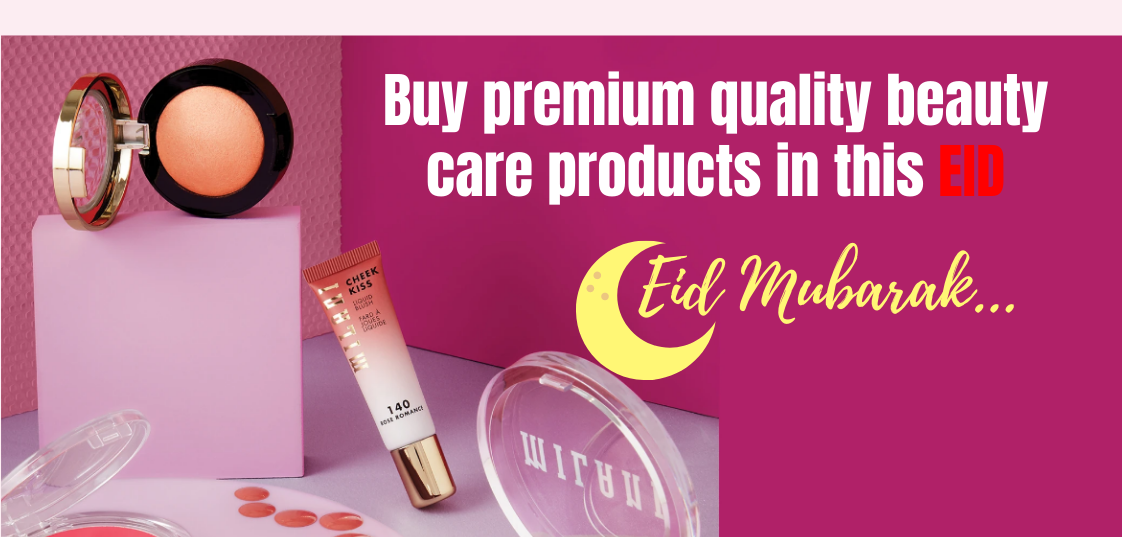 Buy premium quality beauty
care products in this EID
Eid Mubarak...
MILANI
CHEEK
KISS
LIQUID
BLUSH
FARD À
JOUES
LIQUIDE
140
ROSE ROMANCE
MILANI